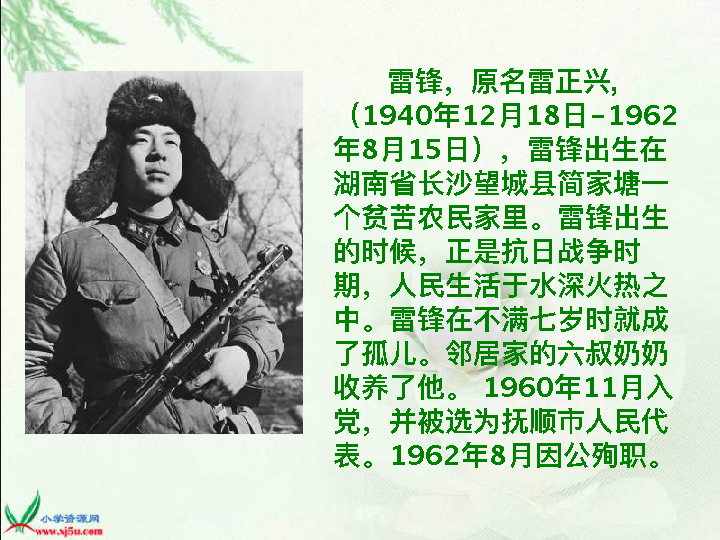 雷锋，原名雷正兴,
（1940年12月18日–1962
年8月15日），雷锋出生在
湖南省长沙望城县简家塘一
个贫苦农民家里。雷锋出生
的时候，正是抗日战争时
期，人民生活于水深火热之
中。雷锋在不满七岁时就成
了孤儿。邻居家的六叔奶奶
收养了他。 1960年11月入
党，并被选为抚顺市人民代
表。1962年8月因公殉职。
小学资源网
www.xj5u.com